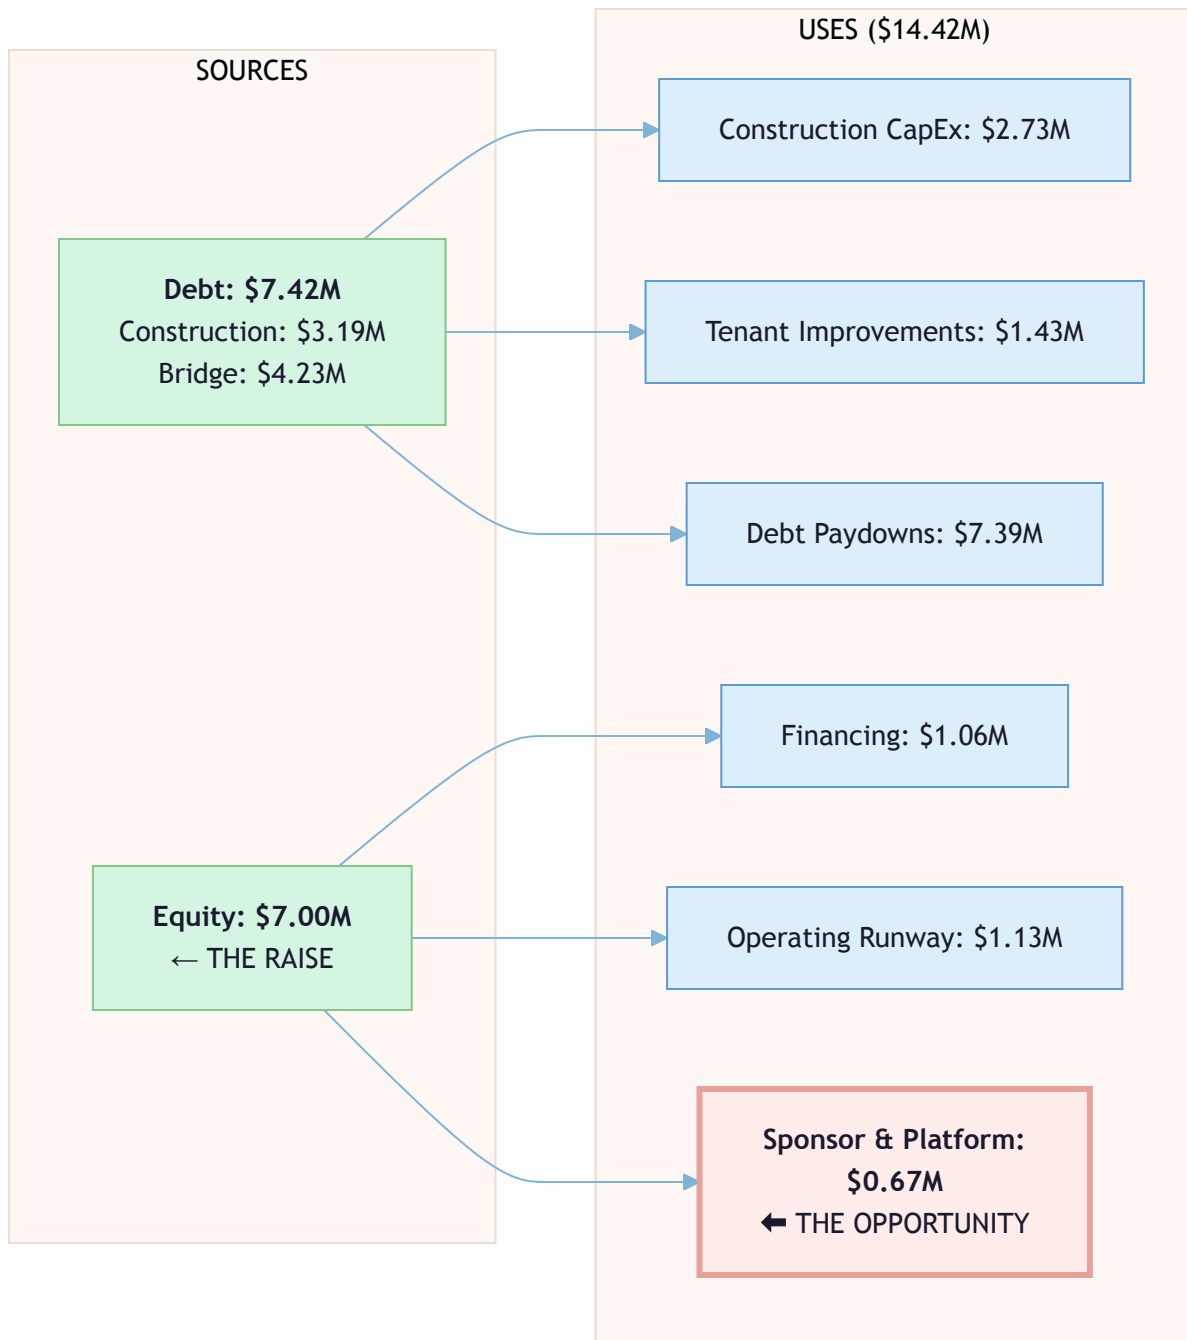 SOURCES
Debt: $7.42M
Construction: $3.19M
Bridge: $4.23M
Equity: $7.00M
← THE RAISE
USES ($14.42M)
Construction CapEx: $2.73M
Tenant Improvements: $1.43M
Debt Paydowns: $7.39M
Financing: $1.06M
Operating Runway: $1.13M
Sponsor & Platform:
$0.67M
⬅ THE OPPORTUNITY